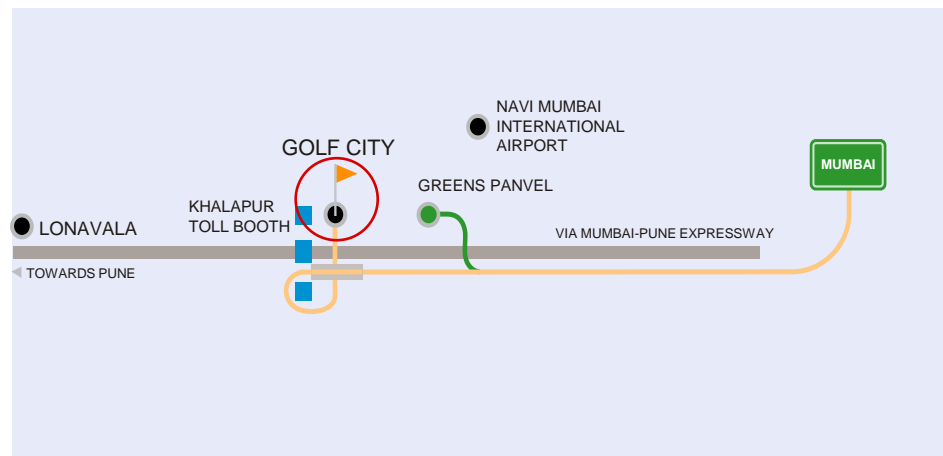 NAVI MUMBAI
INTERNATIONAL
AIRPORT
GOLF CITY
MUMBAI
GREENS PANVEL
KHALAPUR
TOLL BOOTH
LONAVALA
VIA MUMBAI-PUNE EXPRESSWAY
TOWARDS PUNE